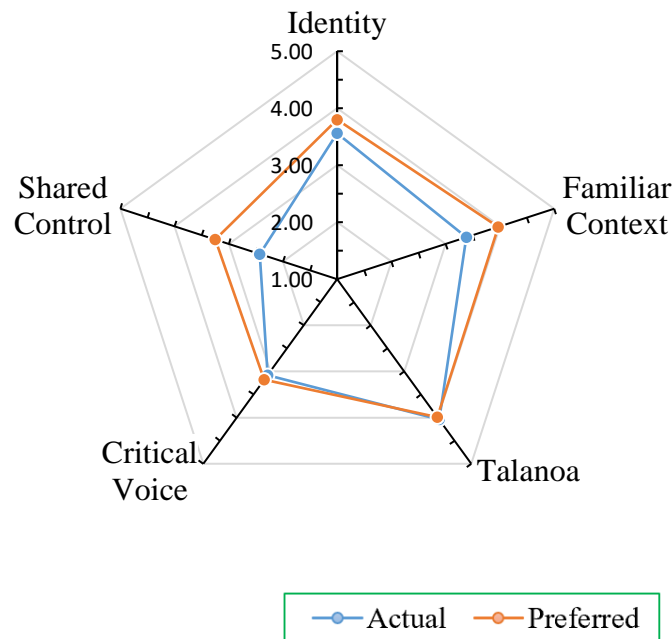 Identity
5.00
4.00
3.00
2.00
1.00
Familiar
Context
Talanoa
Critical
Voice
Shared
Control
Actual
Preferred